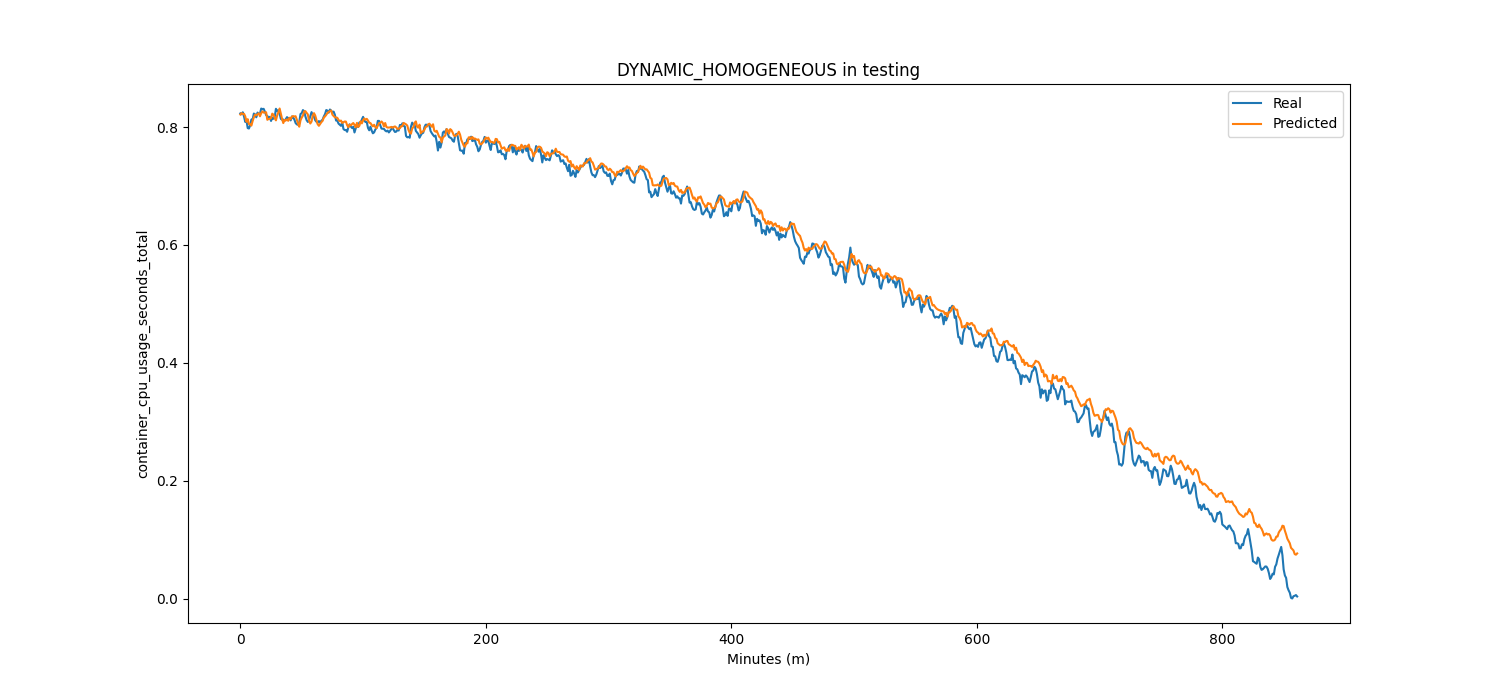 DYNAMIC_HOMOGENEOUS in testing
Real
Predicted
container_cpu_usage_seconds_total
0.8
0.6
0.4
0.2
0.0
0
200
400
600
800
Minutes (m)